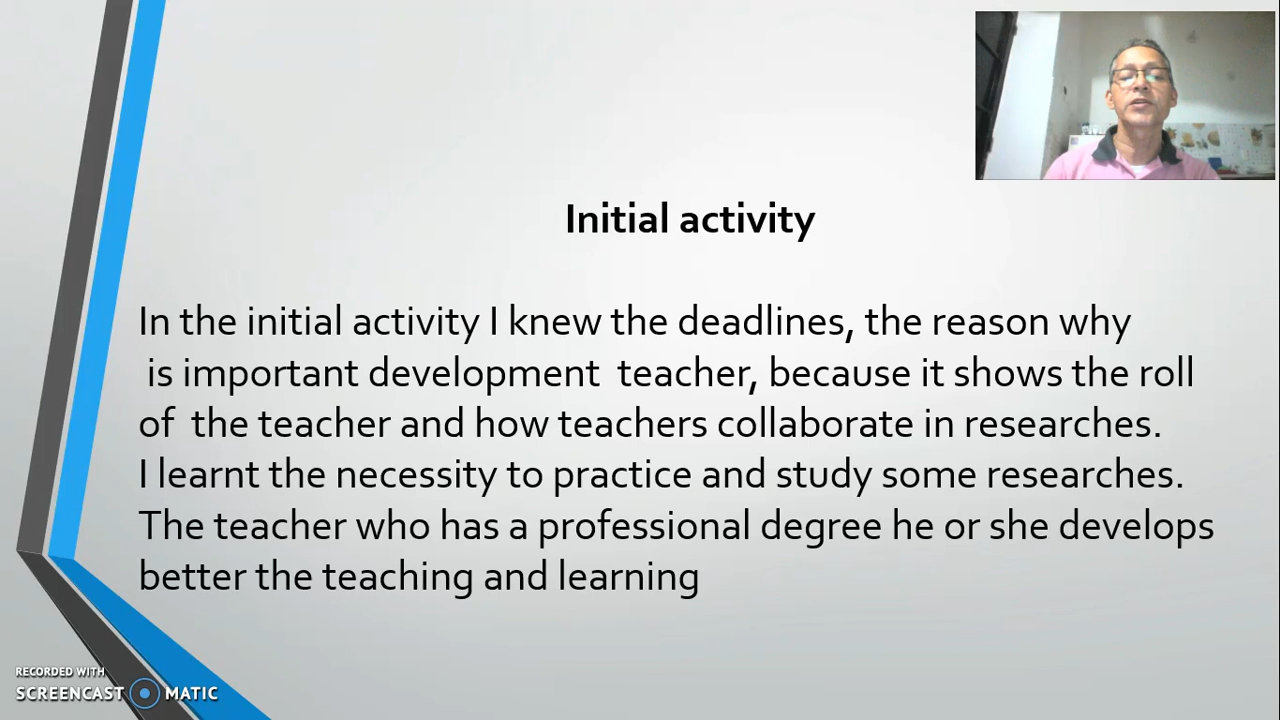 Initial activity
In the initial activity I knew the deadlines, the reason why
is important development teacher, because it shows the roll
of the teacher and how teachers collaborate in researches.
I learnt the necessity to practice and study some researches.
The teacher who has a professional degree he or she develops
better the teaching and learning
RECORDED WITH
SCREENCAST MATIC